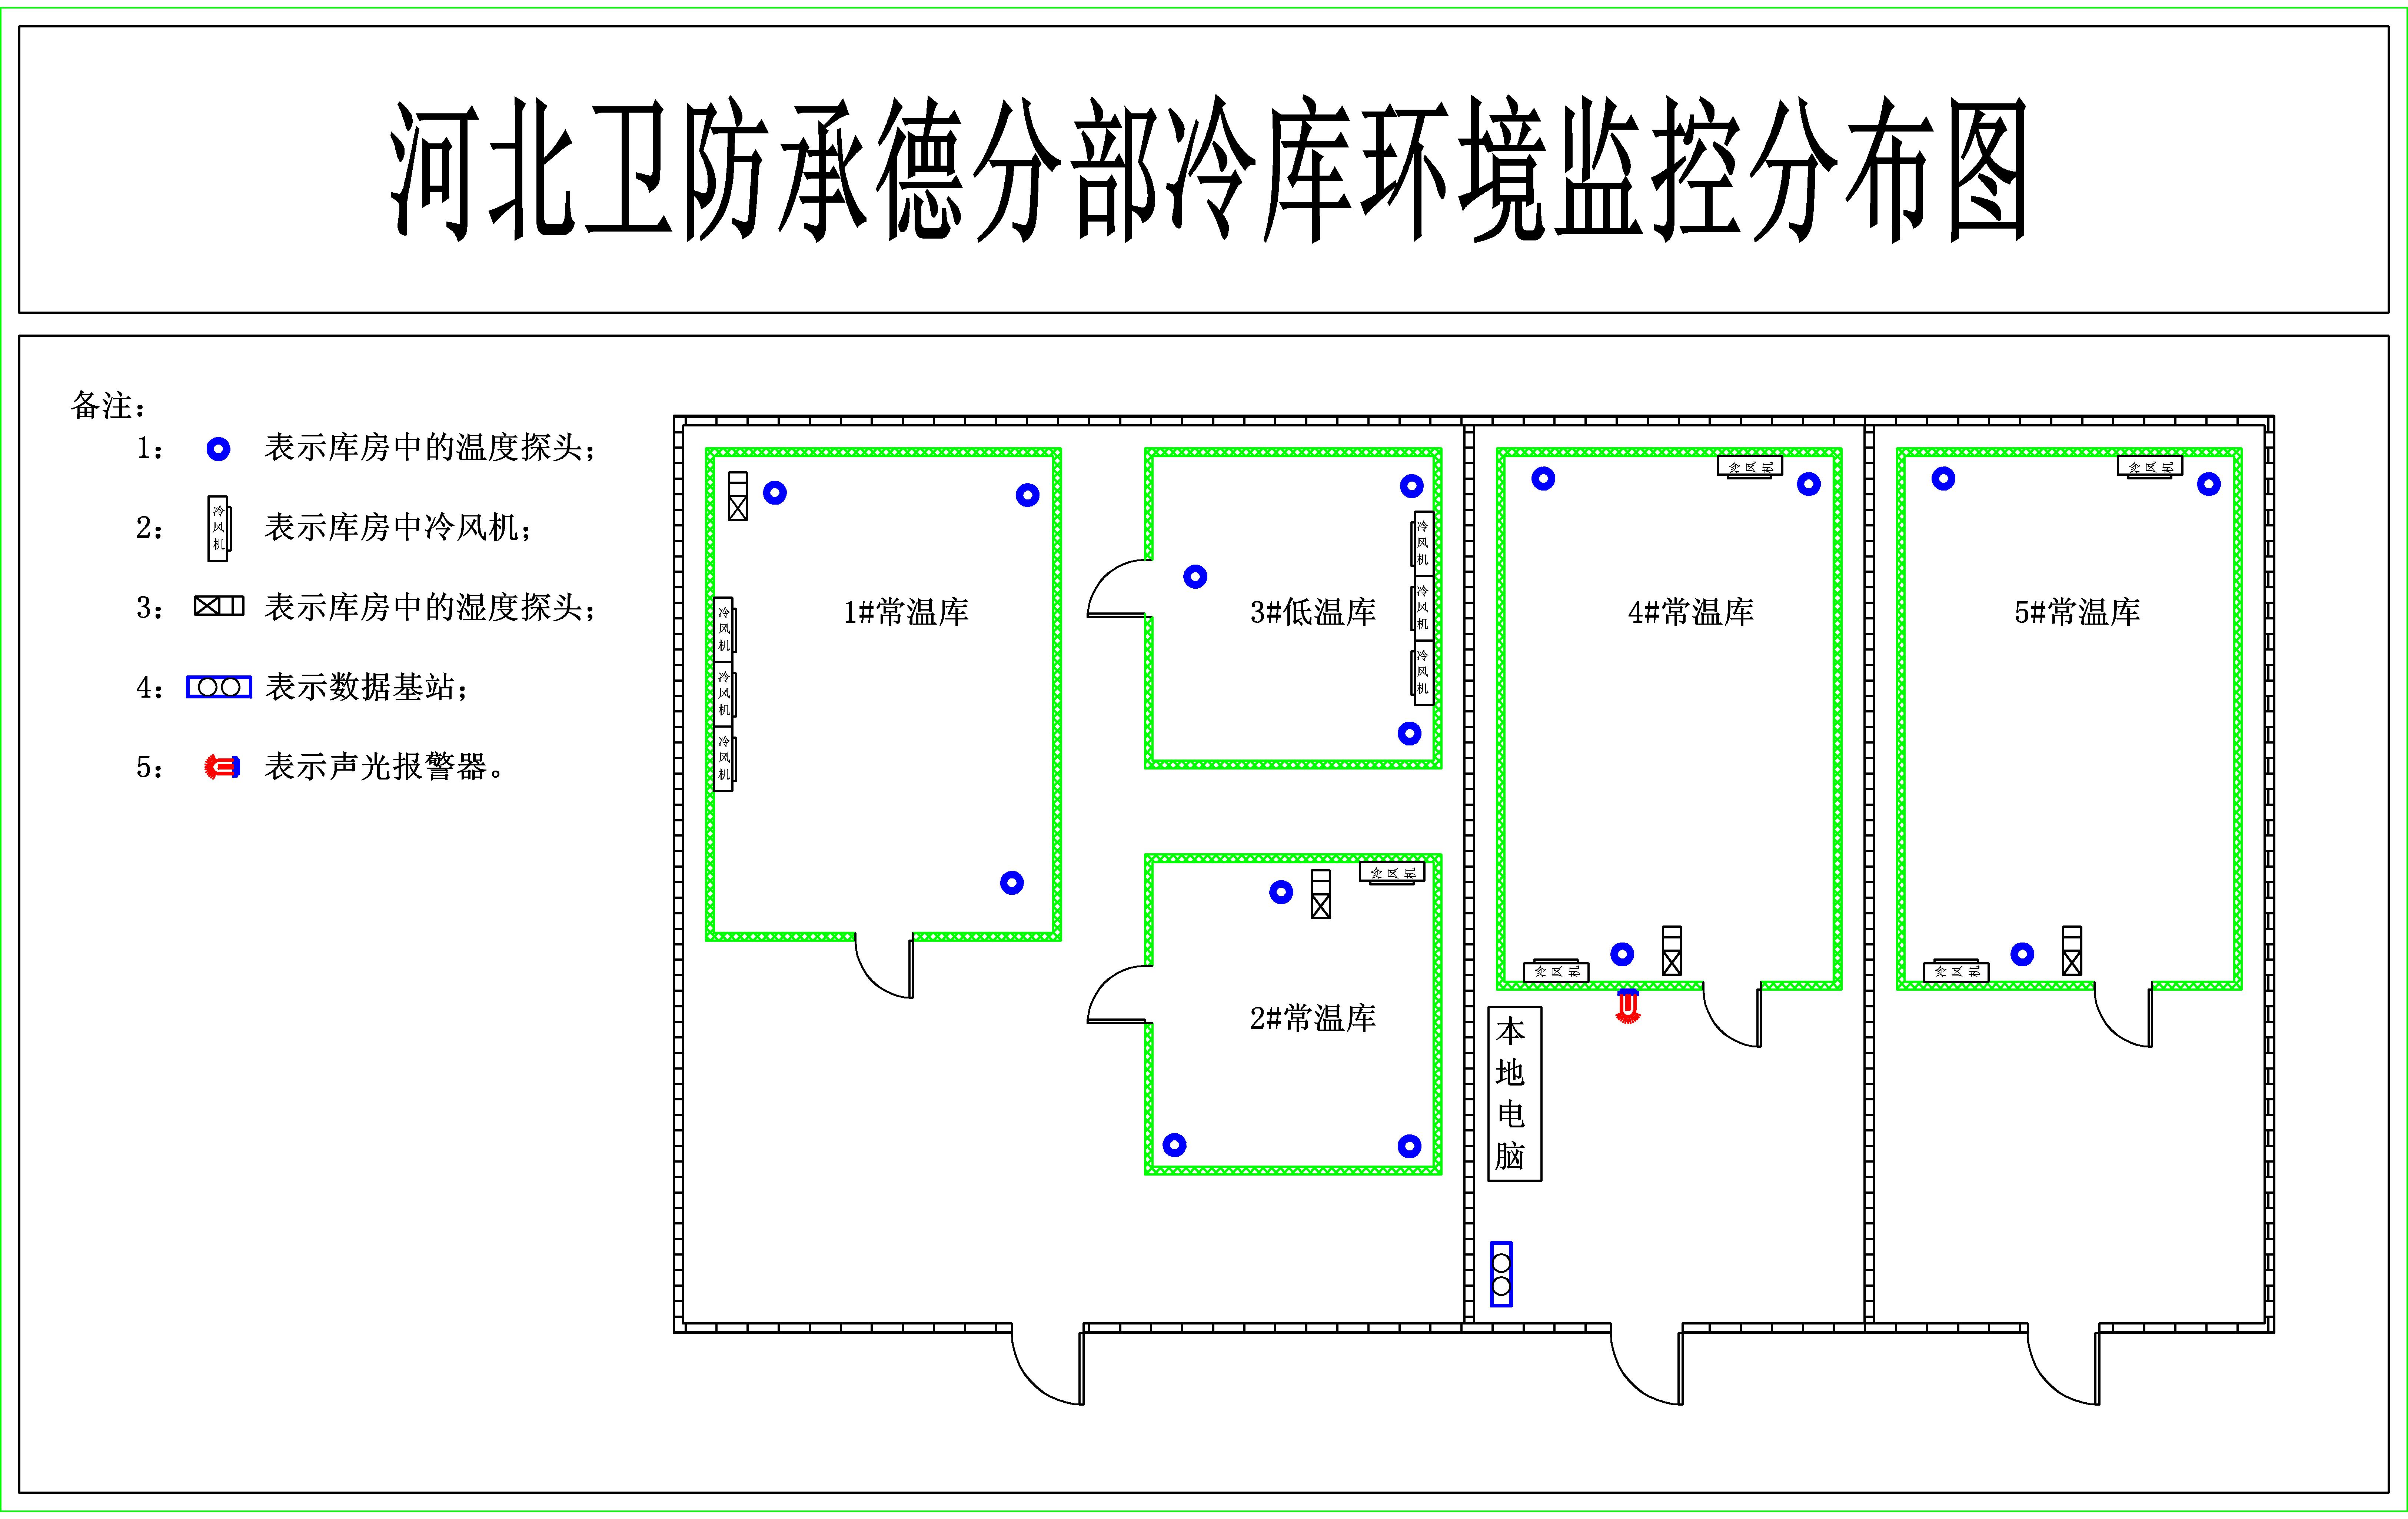 河北卫防承德分部冷库环境监控分布图
备注：
1： 表示库房中的温度探头；
2： 冷风机 表示库房中冷风机；
3： 表示库房中的湿度探头；
4： 表示数据基站；
5： 表示声光报警器。
冷风机
冷风机
冷风机
1#常温库
冷风机
冷风机
冷风机
3#低温库
冷风机
2#常温库
冷风机
4#常温库
冷风机
本地电脑
冷风机
5#常温库
冷风机